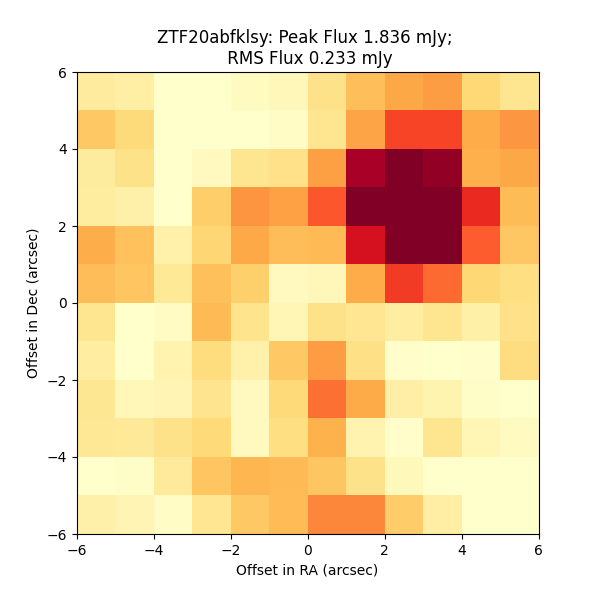 ZTF20abfklsy: Peak Flux 1.836 mJy;
RMS Flux 0.233 mJy
6
4
2
0
−2
−4
−6
Offset in Dec (arcsec)
−6 −4 −2 0 2 4 6
Offset in RA (arcsec)